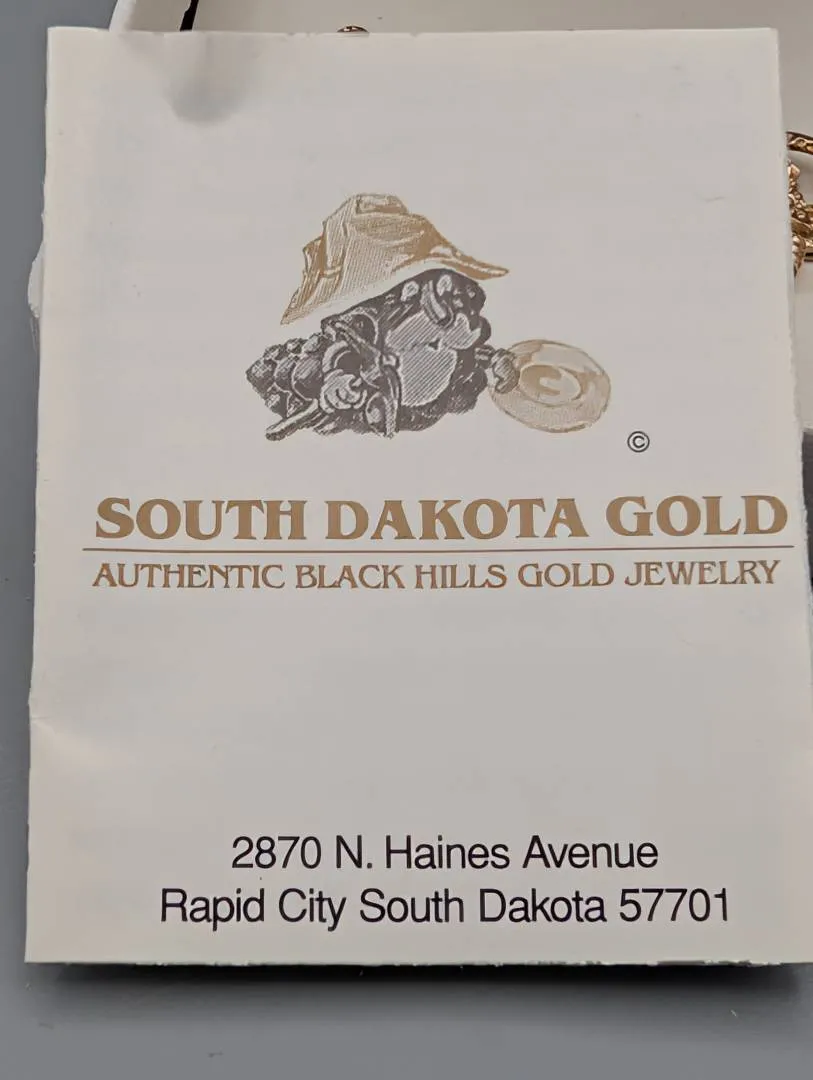 ©
SOUTH DAKOTA GOLD
AUTHENTIC BLACK HILLS GOLD JEWELRY
2870 N. Haines Avenue
Rapid City South Dakota 57701